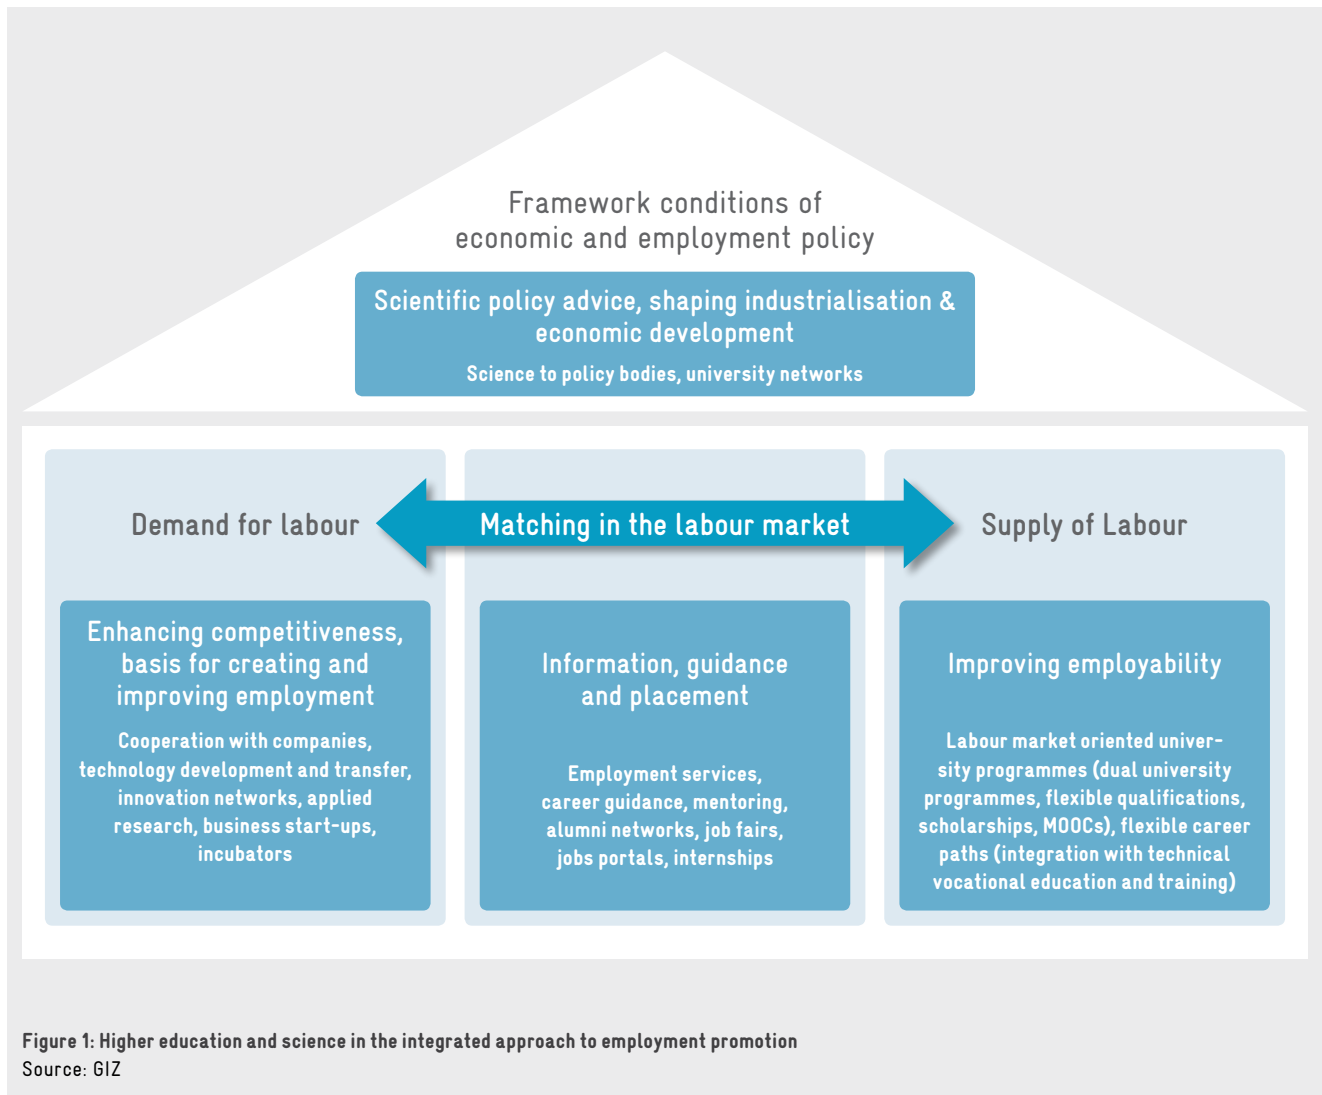 Framework conditions of
economic and employment policy
Scientific policy advice, shaping industrialisation &
economic development
Science to policy bodies, university networks
Demand for labour
Matching in the labour market
Supply of Labour
Enhancing competitiveness,
basis for creating and
improving employment
Cooperation with companies,
technology development and transfer,
innovation networks, applied
research, business start-ups,
incubators
Information, guidance
and placement
Employment services,
career guidance, mentoring,
alumni networks, job fairs,
jobs portals, internships
Improving employability
Labour market oriented univer-
sity programmes (dual university
programmes, flexible qualifications,
scholarships, MOOCs), flexible career
paths (integration with technical
vocational education and training)
Figure 1: Higher education and science in the integrated approach to employment promotion
Source: GIZ